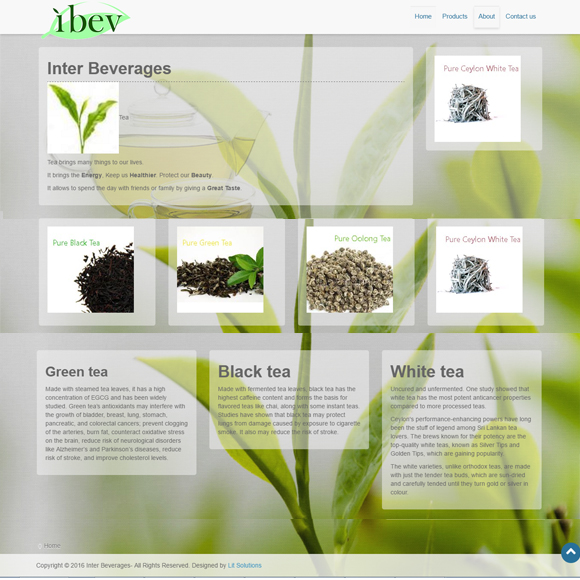 ìbev
Home Products About Contact us
Inter Beverages
Pure Ceylon White Tea
Tea
Tea brings many things to our lives.
It brings the Energy, Keep us Healthier. Protect our Beauty.
It allows to spend the day with friends or family by giving a Great Taste.
Pure Black Tea
Pure Green Tea
Pure Oolong Tea
Pure Ceylon White Tea
Green tea
Made with steamed tea leaves, it has a high
concentration of EGCG and has been widely
studied. Green tea's antioxidants may interfere with
the growth of bladder, breast, lung, stomach,
pancreatic, and colorectal cancers; prevent clogging
of the arteries, burn fat, counteract oxidative stress
on the brain, reduce risk of neurological disorders
like Alzheimer's and Parkinson's diseases, reduce
risk of stroke, and improve cholesterol levels.
Black tea
Made with fermented tea leaves, black tea has the
highest caffeine content and forms the basis for
flavored teas like chai, along with some instant teas.
Studies have shown that black tea may protect
lungs from damage caused by exposure to cigarette
smoke. It also may reduce the risk of stroke.
White tea
Uncured and unfermented. One study showed that
white tea has the most potent anticancer properties
compared to more processed teas.
Ceylon's performance-enhancing powers have long
been the stuff of legend among Sri Lankan tea
lovers. The brews known for their potency are the
top-quality white teas, known as Silver Tips and
Golden Tips, which are gaining popularity.
The white varieties, unlike orthodox teas, are made
with just the tender tea buds, which are sun-dried
and carefully tended until they turn gold or silver in
colour.
Home
Copyright © 2016 Inter Beverages- All Rights Reserved. Designed by Lit Solutions